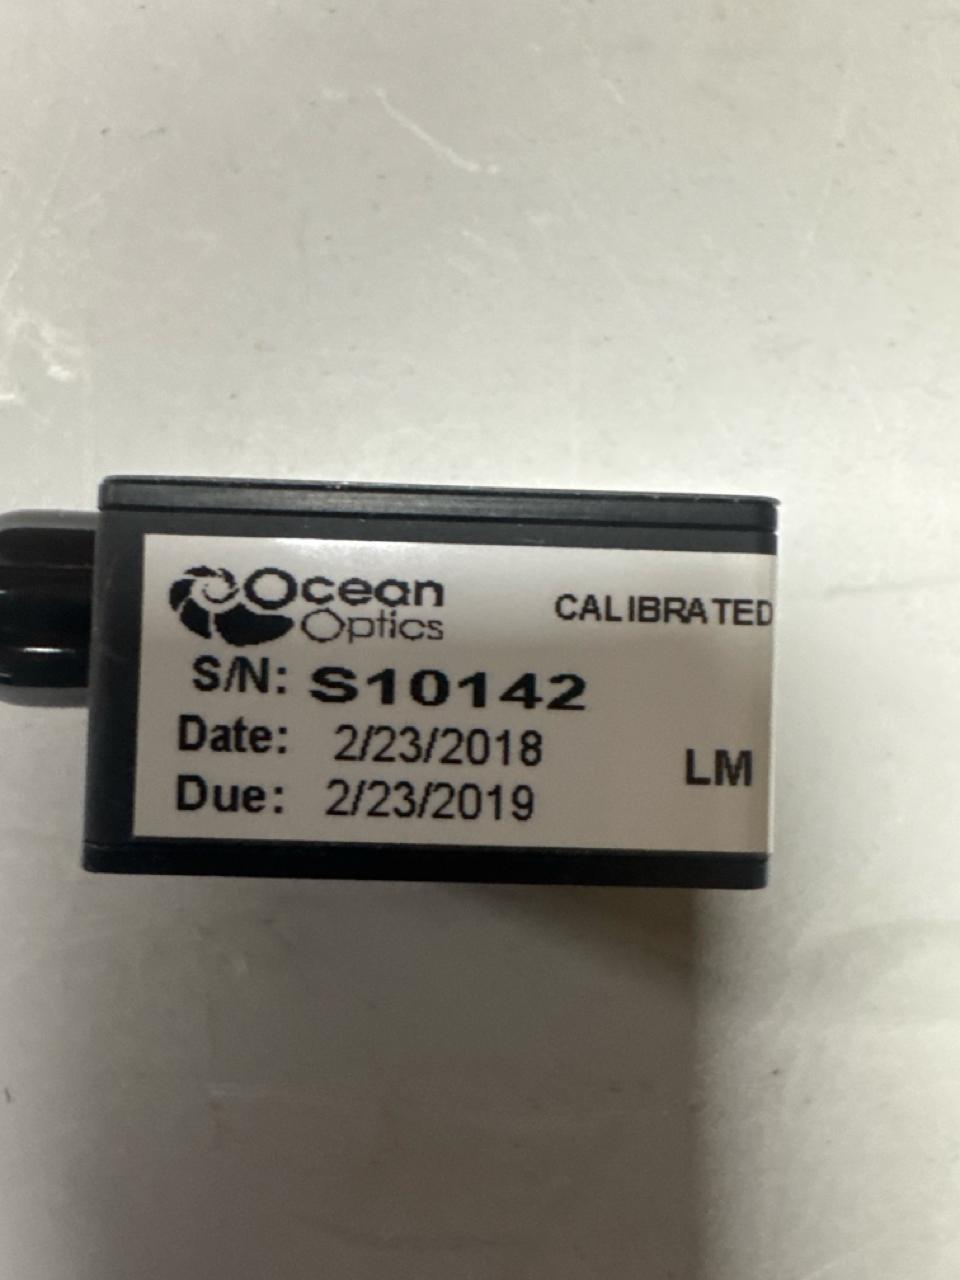 Ocean
Optics
CALIBRATED
S/N: S10142
Date: 2/23/2018
LM
Due: 2/23/2019